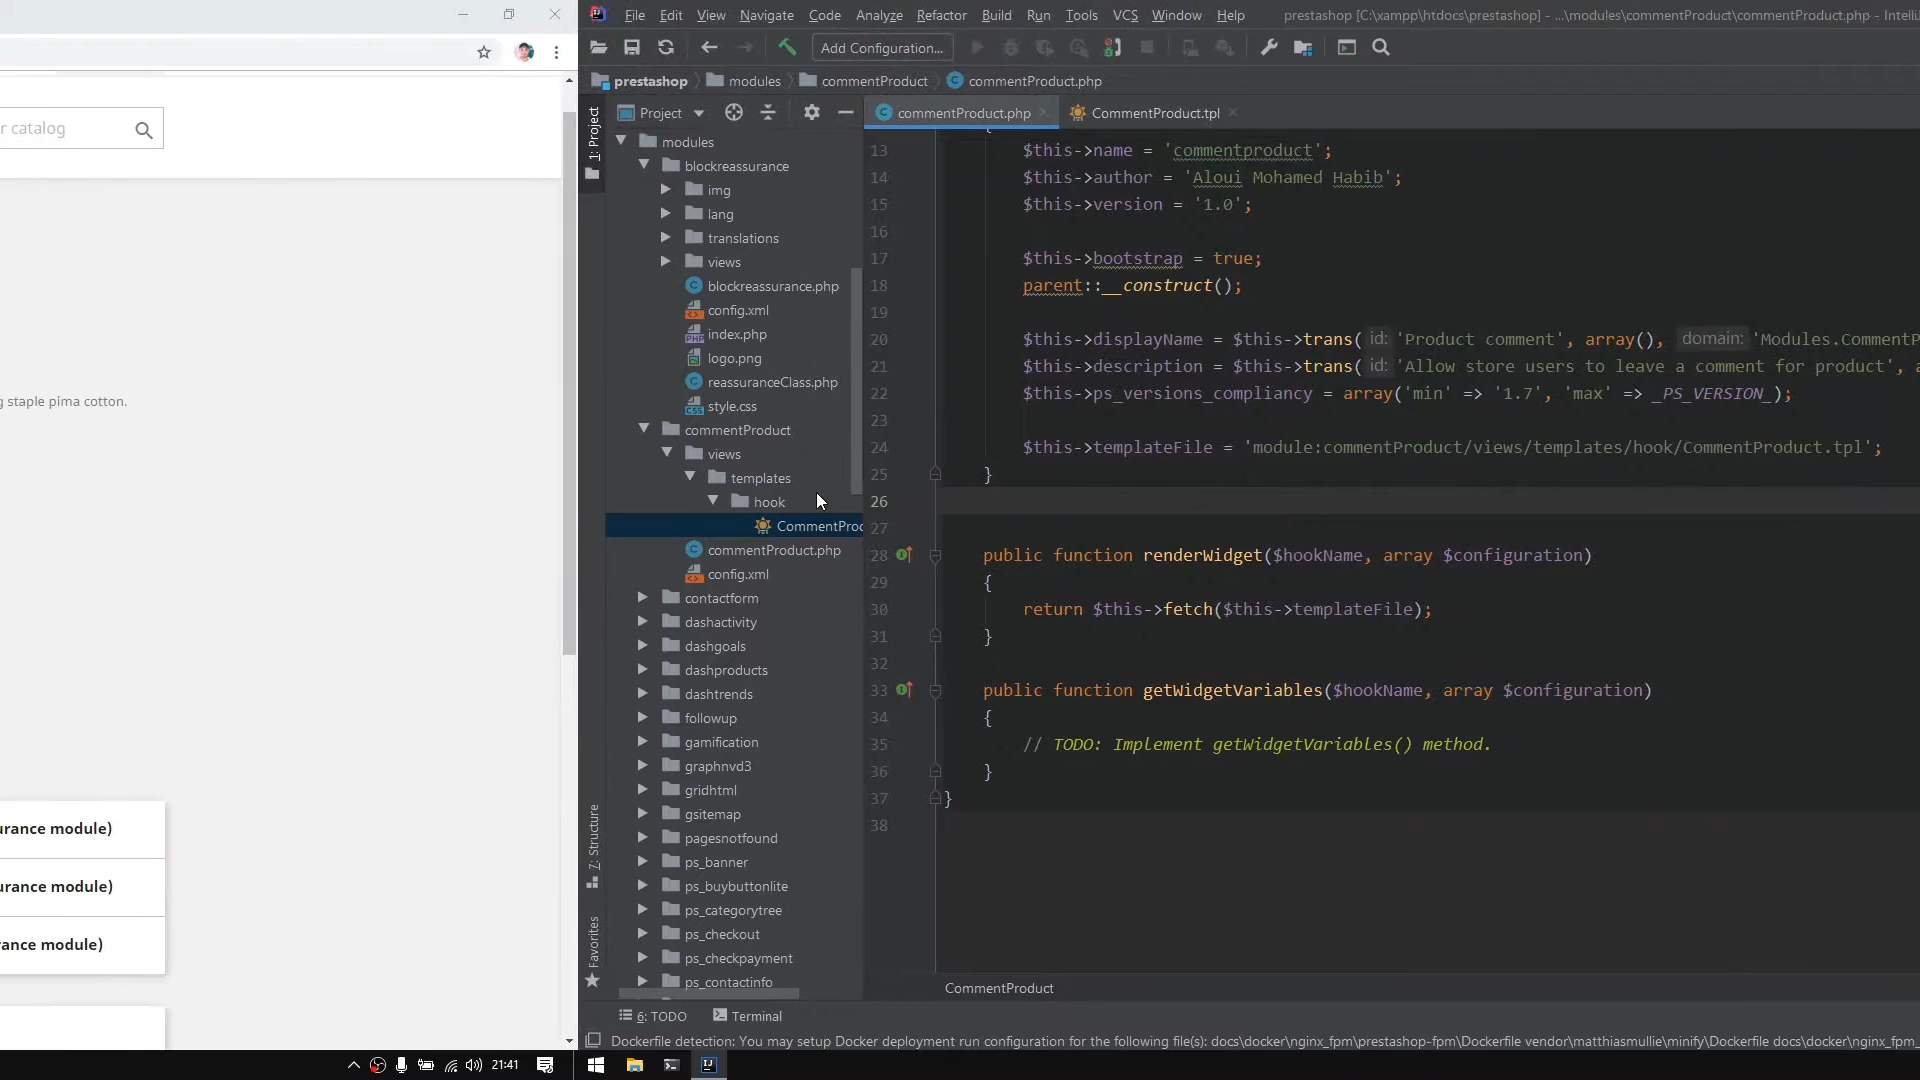 r catalog
g staple pima cotton.
urance module)
urance module)
rance module)
21:41
File Edit View Navigate Code Analyze Refactor Build Run Tools VCS Window Help
prestashop [C:\xampp\htdocs\prestashop] - ...\modules\commentProduct\commentProduct.php - IntelliJ
Add Configuration...
prestashop modules commentProduct commentProduct.php
1: Project
Project
commentProduct.php
CommentProduct.tpl
modules
blockreassurance
img
lang
translations
views
blockreassurance.php
config.xml
index.php
logo.png
reassuranceClass.php
style.css
commentProduct
views
templates
hook
CommentProd
commentProduct.php
config.xml
contactform
dashactivity
dashgoals
dashproducts
dashtrends
followup
gamification
graphnvd3
gridhtml
gsitemap
pagesnotfound
ps_banner
ps_buybuttonlite
ps_categorytree
ps_checkout
ps_checkpayment
ps_contactinfo
7: Structure
Favorites
{
13 $this->name = 'commentproduct';
14 $this->author = 'Aloui Mohamed Habib';
15 $this->version = '1.0';
16
17 $this->bootstrap = true;
18 parent::__construct();
19
20 $this->displayName = $this->trans( id: 'Product comment', array(), domain: 'Modules.CommentP
21 $this->description = $this->trans( id: 'Allow store users to leave a comment for product', a
22 $this->ps_versions_compliancy = array('min' => '1.7', 'max' => _PS_VERSION_);
23
24 $this->templateFile = 'module:commentProduct/views/templates/hook/CommentProduct.tpl';
25 }
26
27
28 public function renderWidget($hookName, array $configuration)
29 {
30 return $this->fetch($this->templateFile);
31 }
32
33 public function getWidgetVariables($hookName, array $configuration)
34 {
35 // TODO: Implement getWidgetVariables() method.
36 }
37 }
38
CommentProduct
6: TODO Terminal
Dockerfile detection: You may setup Docker deployment run configuration for the following file(s): docs\docker\nginx_fpm\prestashop-fpm\Dockerfile vendor\matthiasmullie\minify\Dockerfile docs\docker\nginx_fpm_